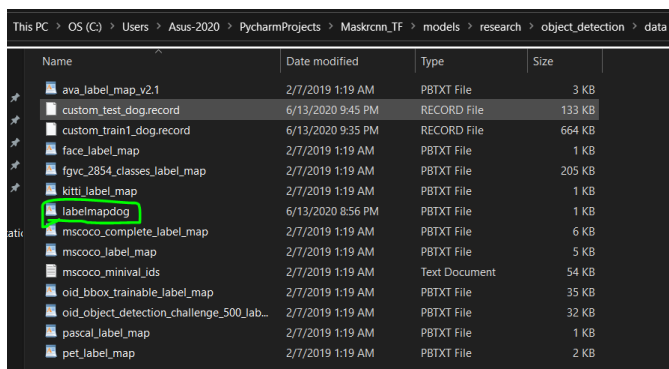 This PC > OS (C:) > Users > Asus-2020 > PycharmProjects > Maskrcnn_TF > models > research > object_detection > data
Name Date modified Type Size
ava_label_map_v2.1 2/7/2019 1:19 AM PBTXT File 3 KB
custom_test_dog.record 6/13/2020 9:45 PM RECORD File 133 KB
custom_train1_dog.record 6/13/2020 9:35 PM RECORD File 664 KB
face_label_map 2/7/2019 1:19 AM PBTXT File 1 KB
fgvc_2854_classes_label_map 2/7/2019 1:19 AM PBTXT File 205 KB
kitti_label_map 2/7/2019 1:19 AM PBTXT File 1 KB
labelmapdog 6/13/2020 8:56 PM PBTXT File 1 KB
mscoco_complete_label_map 2/7/2019 1:19 AM PBTXT File 6 KB
mscoco_label_map 2/7/2019 1:19 AM PBTXT File 5 KB
mscoco_minival_ids 2/7/2019 1:19 AM Text Document 54 KB
oid_bbox_trainable_label_map 2/7/2019 1:19 AM PBTXT File 35 KB
oid_object_detection_challenge_500_lab... 2/7/2019 1:19 AM PBTXT File 32 KB
pascal_label_map 2/7/2019 1:19 AM PBTXT File 1 KB
pet_label_map 2/7/2019 1:19 AM PBTXT File 2 KB